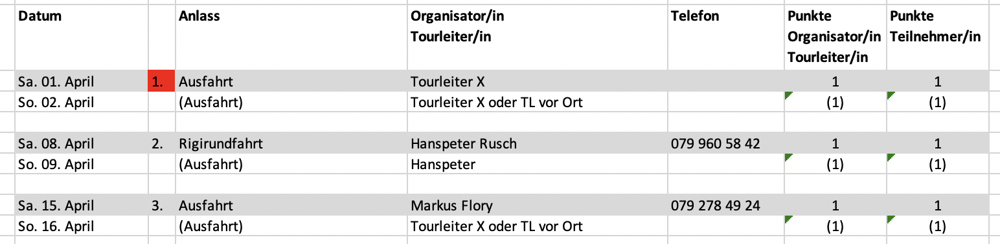 Datum Anlass Organisator/in Telefon Punkte Punkte
Tourleiter/in Organisator/in Teilnehmer/in
Tourleiter/in
Sa. 01. April 1. Ausfahrt Tourleiter X 1 1
So. 02. April (Ausfahrt) Tourleiter X oder TL vor Ort (1) (1)
Sa. 08. April 2. Rigirundfahrt Hanspeter Rusch 079 960 58 42 1 1
So. 09. April (Ausfahrt) Hanspeter (1) (1)
Sa. 15. April 3. Ausfahrt Markus Flory 079 278 49 24 1 1
So. 16. April (Ausfahrt) Tourleiter X oder TL vor Ort (1) (1)